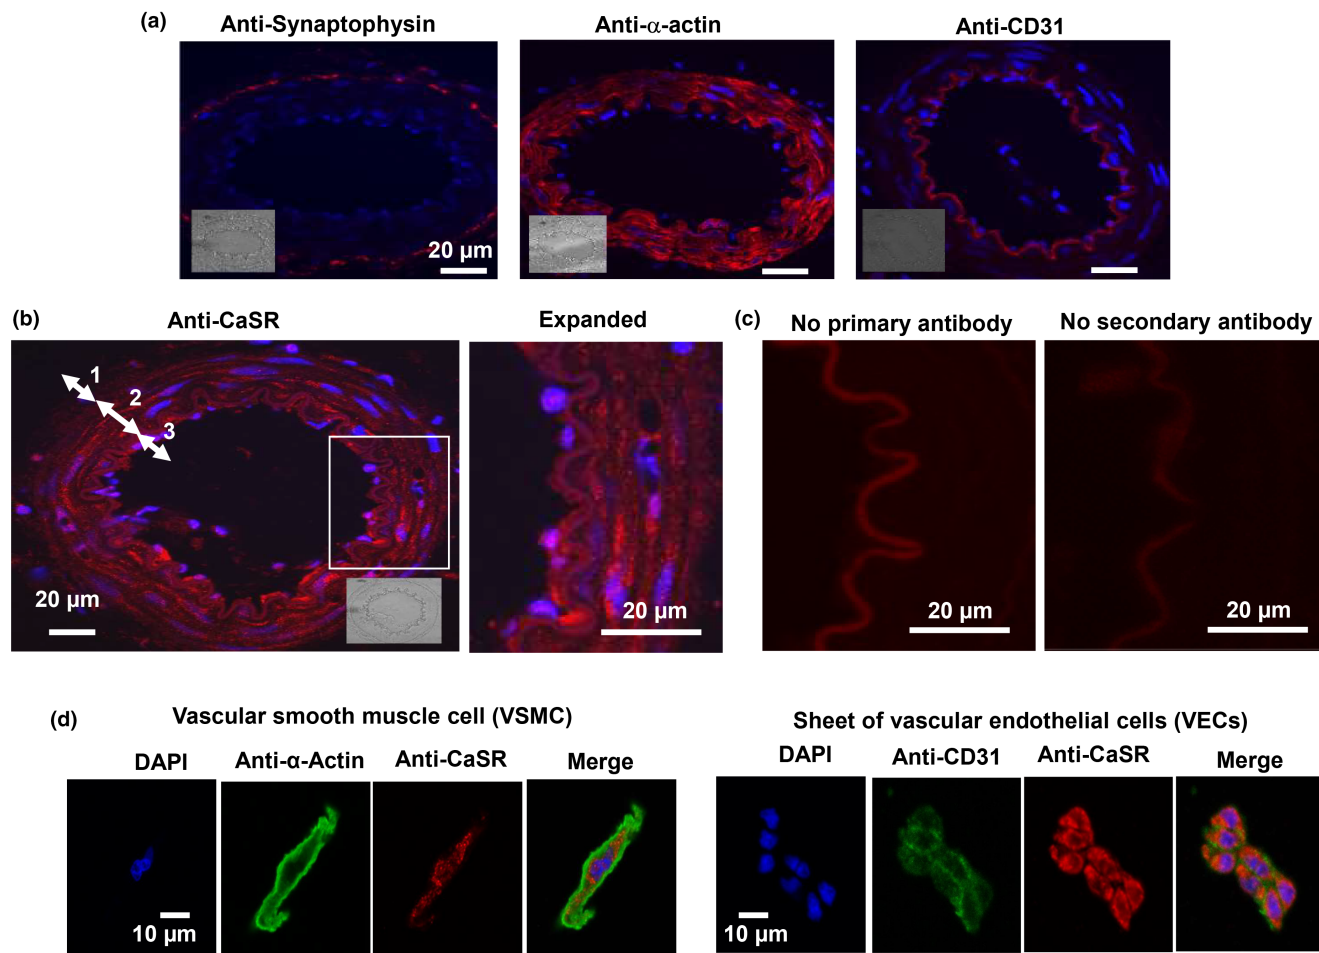 (a)
Anti-Synaptophysin
Anti-α-actin
Anti-CD31
20 µm
(b)
Anti-CaSR
Expanded
1
2
3
20 µm
20 µm
(c)
No primary antibody
No secondary antibody
20 µm
20 µm
(d)
Vascular smooth muscle cell (VSMC)
DAPI
Anti-α-Actin
Anti-CaSR
Merge
10 µm
Sheet of vascular endothelial cells (VECs)
DAPI
Anti-CD31
Anti-CaSR
Merge
10 µm